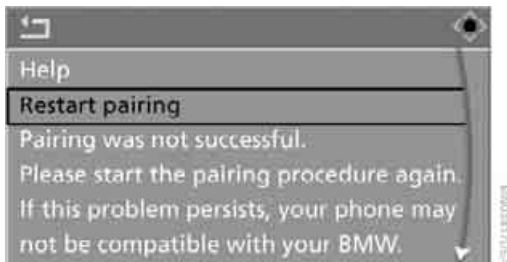 Help
Restart pairing
Pairing was not successful.
Please start the pairing procedure again.
If this problem persists, your phone may
not be compatible with your BMW.